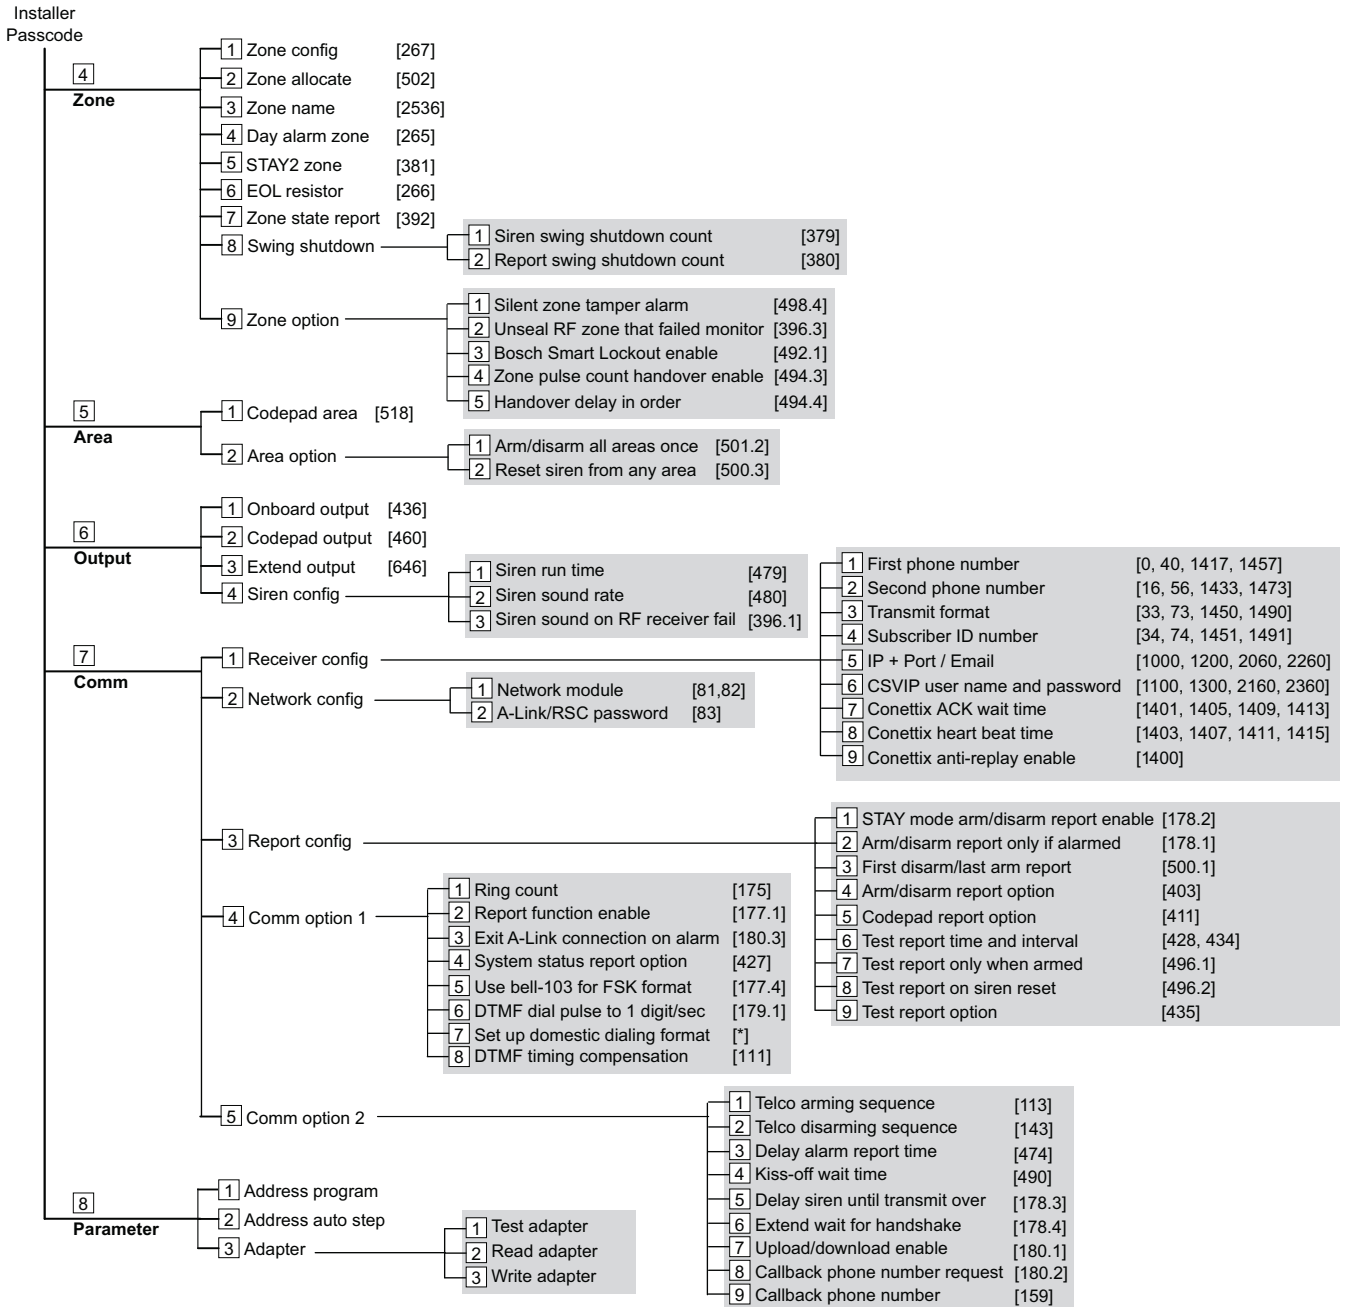 Installer
Passcode
4
Zone
1 Zone config [267]
2 Zone allocate [502]
3 Zone name [2536]
4 Day alarm zone [265]
5 STAY2 zone [381]
6 EOL resistor [266]
7 Zone state report [392]
8 Swing shutdown
1 Siren swing shutdown count [379]
2 Report swing shutdown count [380]
9 Zone option
1 Silent zone tamper alarm [498.4]
2 Unseal RF zone that failed monitor [396.3]
3 Bosch Smart Lockout enable [492.1]
4 Zone pulse count handover enable [494.3]
5 Handover delay in order [494.4]
5
Area
1 Codepad area [518]
2 Area option
1 Arm/disarm all areas once [501.2]
2 Reset siren from any area [500.3]
6
Output
1 Onboard output [436]
2 Codepad output [460]
3 Extend output [646]
4 Siren config
1 Siren run time [479]
2 Siren sound rate [480]
3 Siren sound on RF receiver fail [396.1]
7
Comm
1 Receiver config
1 First phone number [0, 40, 1417, 1457]
2 Second phone number [16, 56, 1433, 1473]
3 Transmit format [33, 73, 1450, 1490]
4 Subscriber ID number [34, 74, 1451, 1491]
5 IP + Port / Email [1000, 1200, 2060, 2260]
6 CSVIP user name and password [1100, 1300, 2160, 2360]
7 Conettix ACK wait time [1401, 1405, 1409, 1413]
8 Conettix heart beat time [1403, 1407, 1411, 1415]
9 Conettix anti-replay enable [1400]
2 Network config
1 Network module [81,82]
2 A-Link/RSC password [83]
3 Report config
1 STAY mode arm/disarm report enable [178.2]
2 Arm/disarm report only if alarmed [178.1]
3 First disarm/last arm report [500.1]
4 Arm/disarm report option [403]
5 Codepad report option [411]
6 Test report time and interval [428, 434]
7 Test report only when armed [496.1]
8 Test report on siren reset [496.2]
9 Test report option [435]
4 Comm option 1
1 Ring count [175]
2 Report function enable [177.1]
3 Exit A-Link connection on alarm [180.3]
4 System status report option [427]
5 Use bell-103 for FSK format [177.4]
6 DTMF dial pulse to 1 digit/sec [179.1]
7 Set up domestic dialing format [*]
8 DTMF timing compensation [111]
5 Comm option 2
1 Telco arming sequence [113]
2 Telco disarming sequence [143]
3 Delay alarm report time [474]
4 Kiss-off wait time [490]
5 Delay siren until transmit over [178.3]
6 Extend wait for handshake [178.4]
7 Upload/download enable [180.1]
8 Callback phone number request [180.2]
9 Callback phone number [159]
8
Parameter
1 Address program
2 Address auto step
3 Adapter
1 Test adapter
2 Read adapter
3 Write adapter